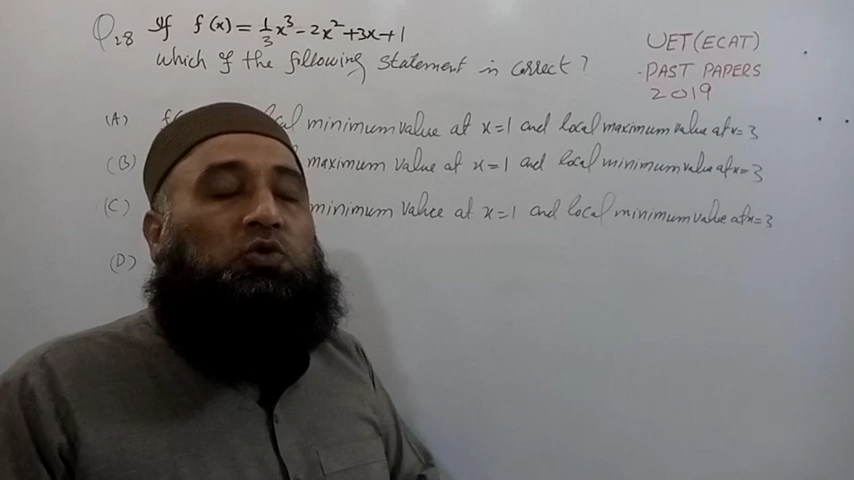 Q28 If f(x) = 1/3 x³ - 2x² + 3x + 1
which of the following statement is correct?
UET (ECAT)
PAST PAPERS
2019
(A) minimum value at x=1 and local maximum value at x=3
(B) maximum value at x=1 and local minimum value at x=3
(C) minimum value at x=1 and local minimum value at x=3
(D)